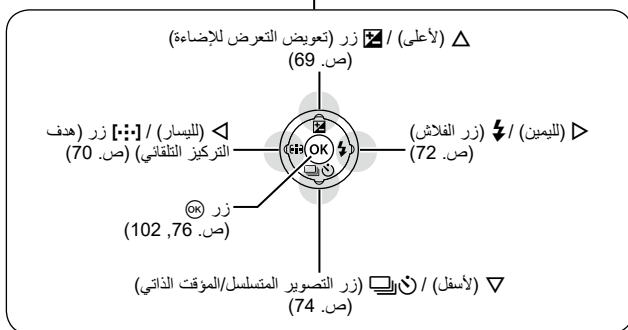 △ (لأعلى) / زر (تعويض التعرض للإضاءة)
(ص. 69)
▷ (لليمين) / (زر الفلاش)
(ص. 72)
◁ (لليسار) / زر (هدف
التركيز التلقائي) (ص. 70)
OK
زر OK
(ص. 76, 102)
▽ (لأسفل) / (زر التصوير المتسلسل/المؤقت الذاتي)
(ص. 74)